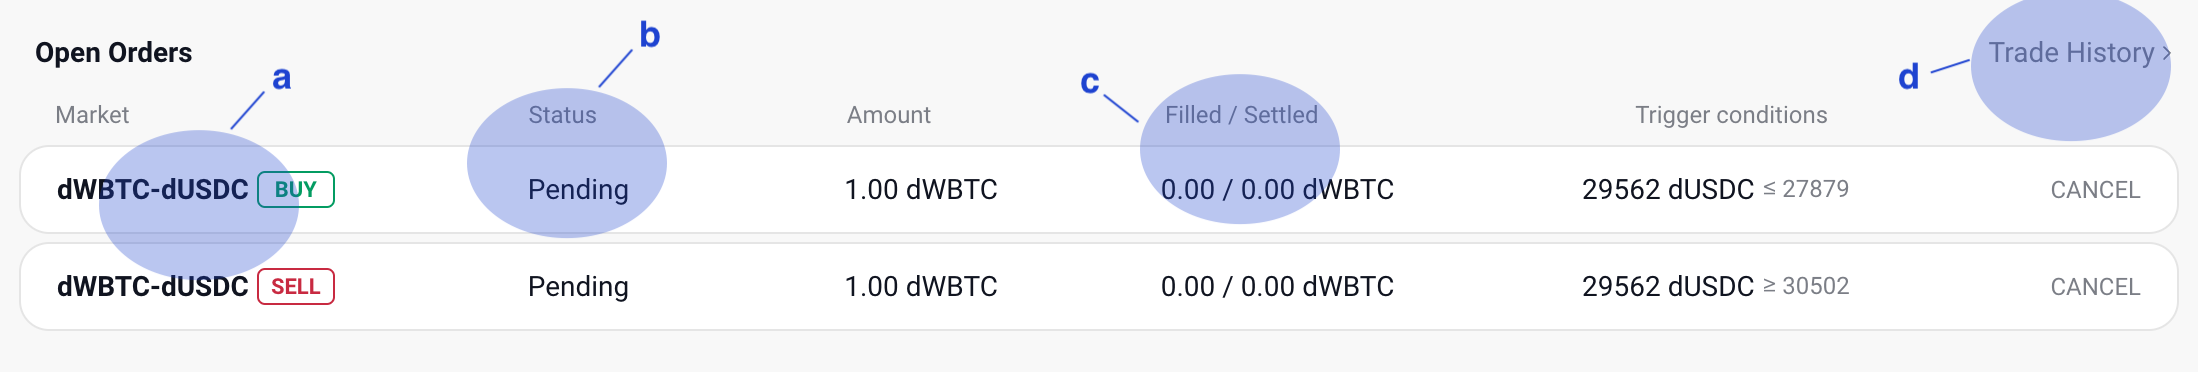 b
Open Orders Trade History >
a c d
Market Status Amount Filled / Settled Trigger conditions
dWBTC-dUSDC BUY Pending 1.00 dWBTC 0.00 / 0.00 dWBTC 29562 dUSDC ≤ 27879 CANCEL
dWBTC-dUSDC SELL Pending 1.00 dWBTC 0.00 / 0.00 dWBTC 29562 dUSDC ≥ 30502 CANCEL